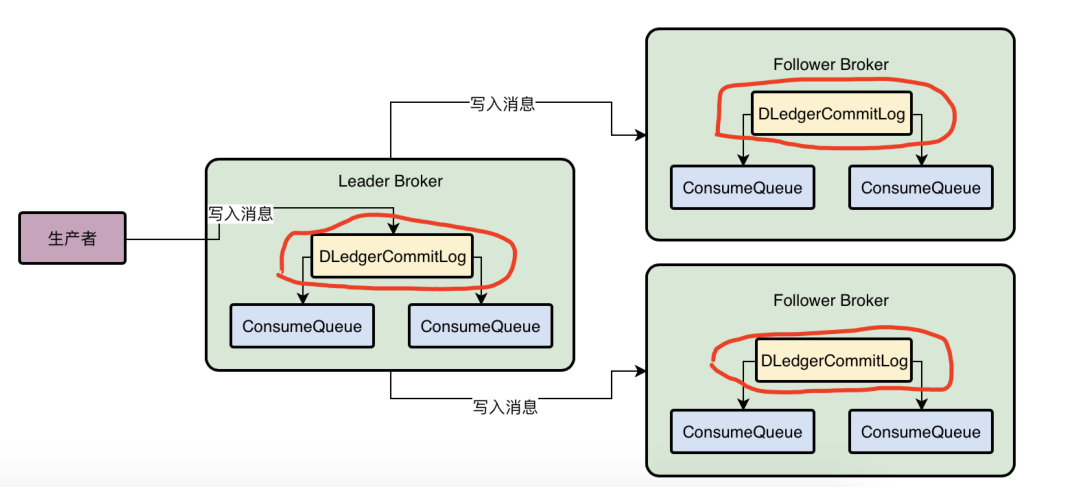 生产者
写入消息
Leader Broker
DLedgerCommitLog
ConsumeQueue
ConsumeQueue
写入消息
Follower Broker
DLedgerCommitLog
ConsumeQueue
ConsumeQueue
写入消息
Follower Broker
DLedgerCommitLog
ConsumeQueue
ConsumeQueue